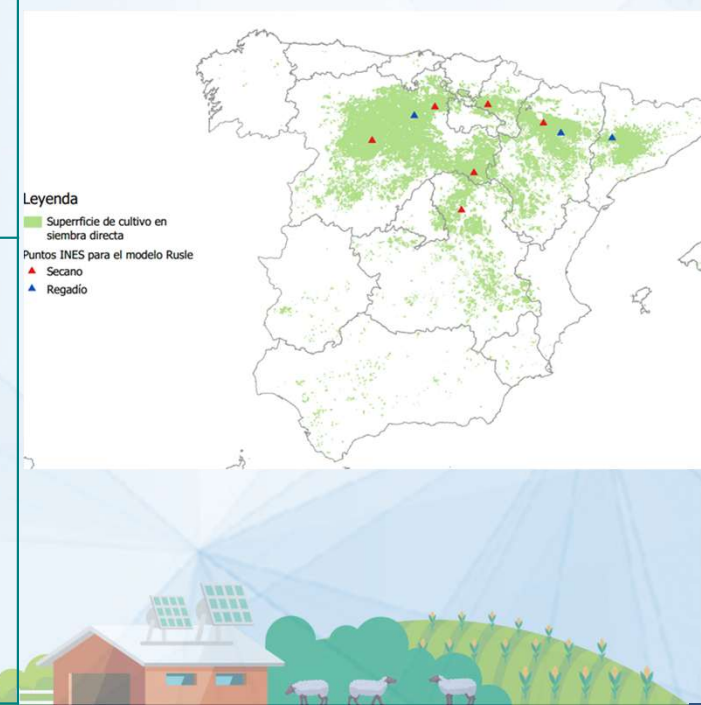 Leyenda
Superrficie de cultivo en
siembra directa
Puntos INES para el modelo Rusle
Secano
Regadío